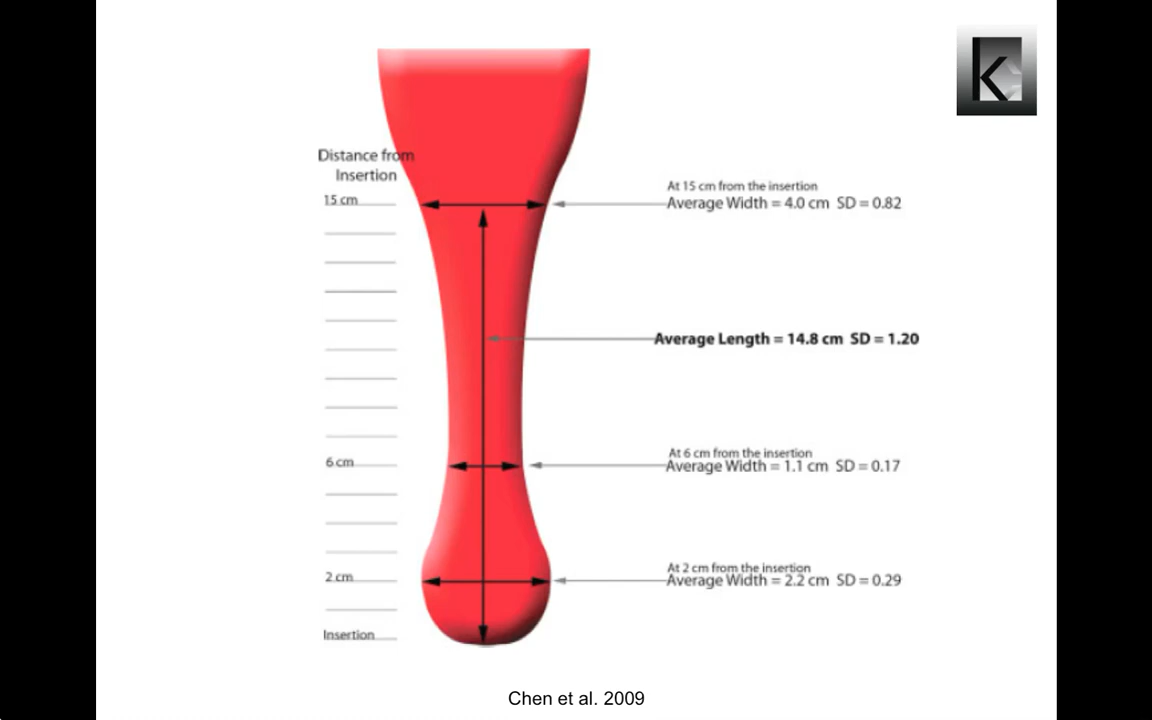 Distance from
Insertion
15 cm
At 15 cm from the insertion
Average Width = 4.0 cm SD = 0.82
Average Length = 14.8 cm SD = 1.20
6 cm
At 6 cm from the insertion
Average Width = 1.1 cm SD = 0.17
2 cm
At 2 cm from the insertion
Average Width = 2.2 cm SD = 0.29
Insertion
Chen et al. 2009
K